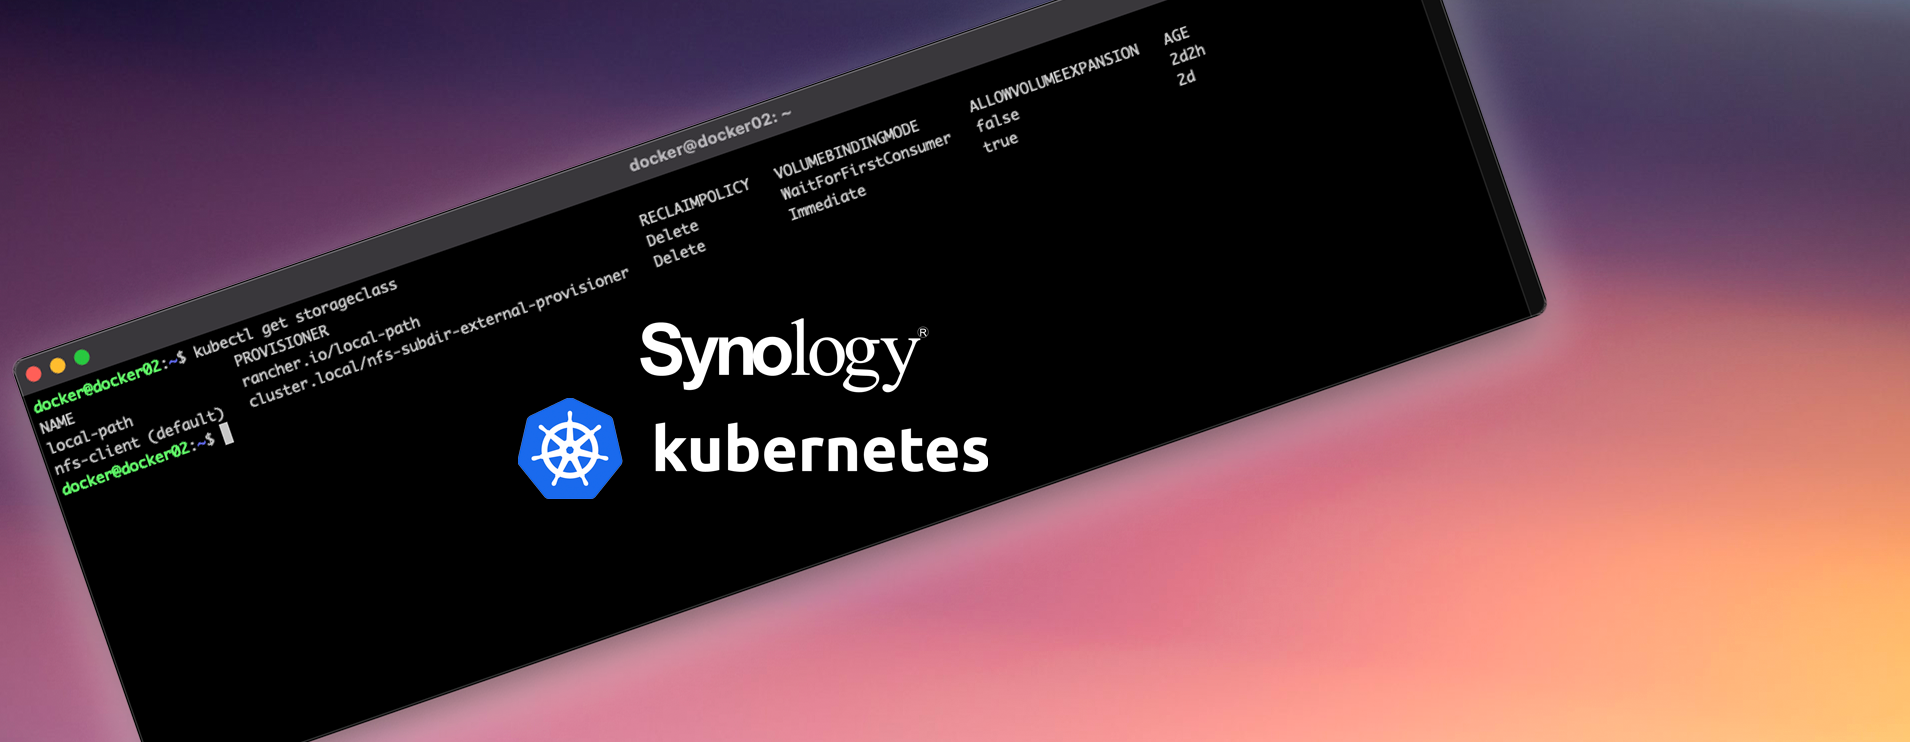 docker@docker02: ~
docker@docker02:~$ kubectl get storageclass
NAME PROVISIONER RECLAIMPOLICY VOLUMEBINDINGMODE ALLOWVOLUMEEXPANSION AGE
local-path rancher.io/local-path Delete WaitForFirstConsumer false 2d2h
nfs-client (default) cluster.local/nfs-subdir-external-provisioner Delete Immediate true 2d
docker@docker02:~$
Synology®
kubernetes